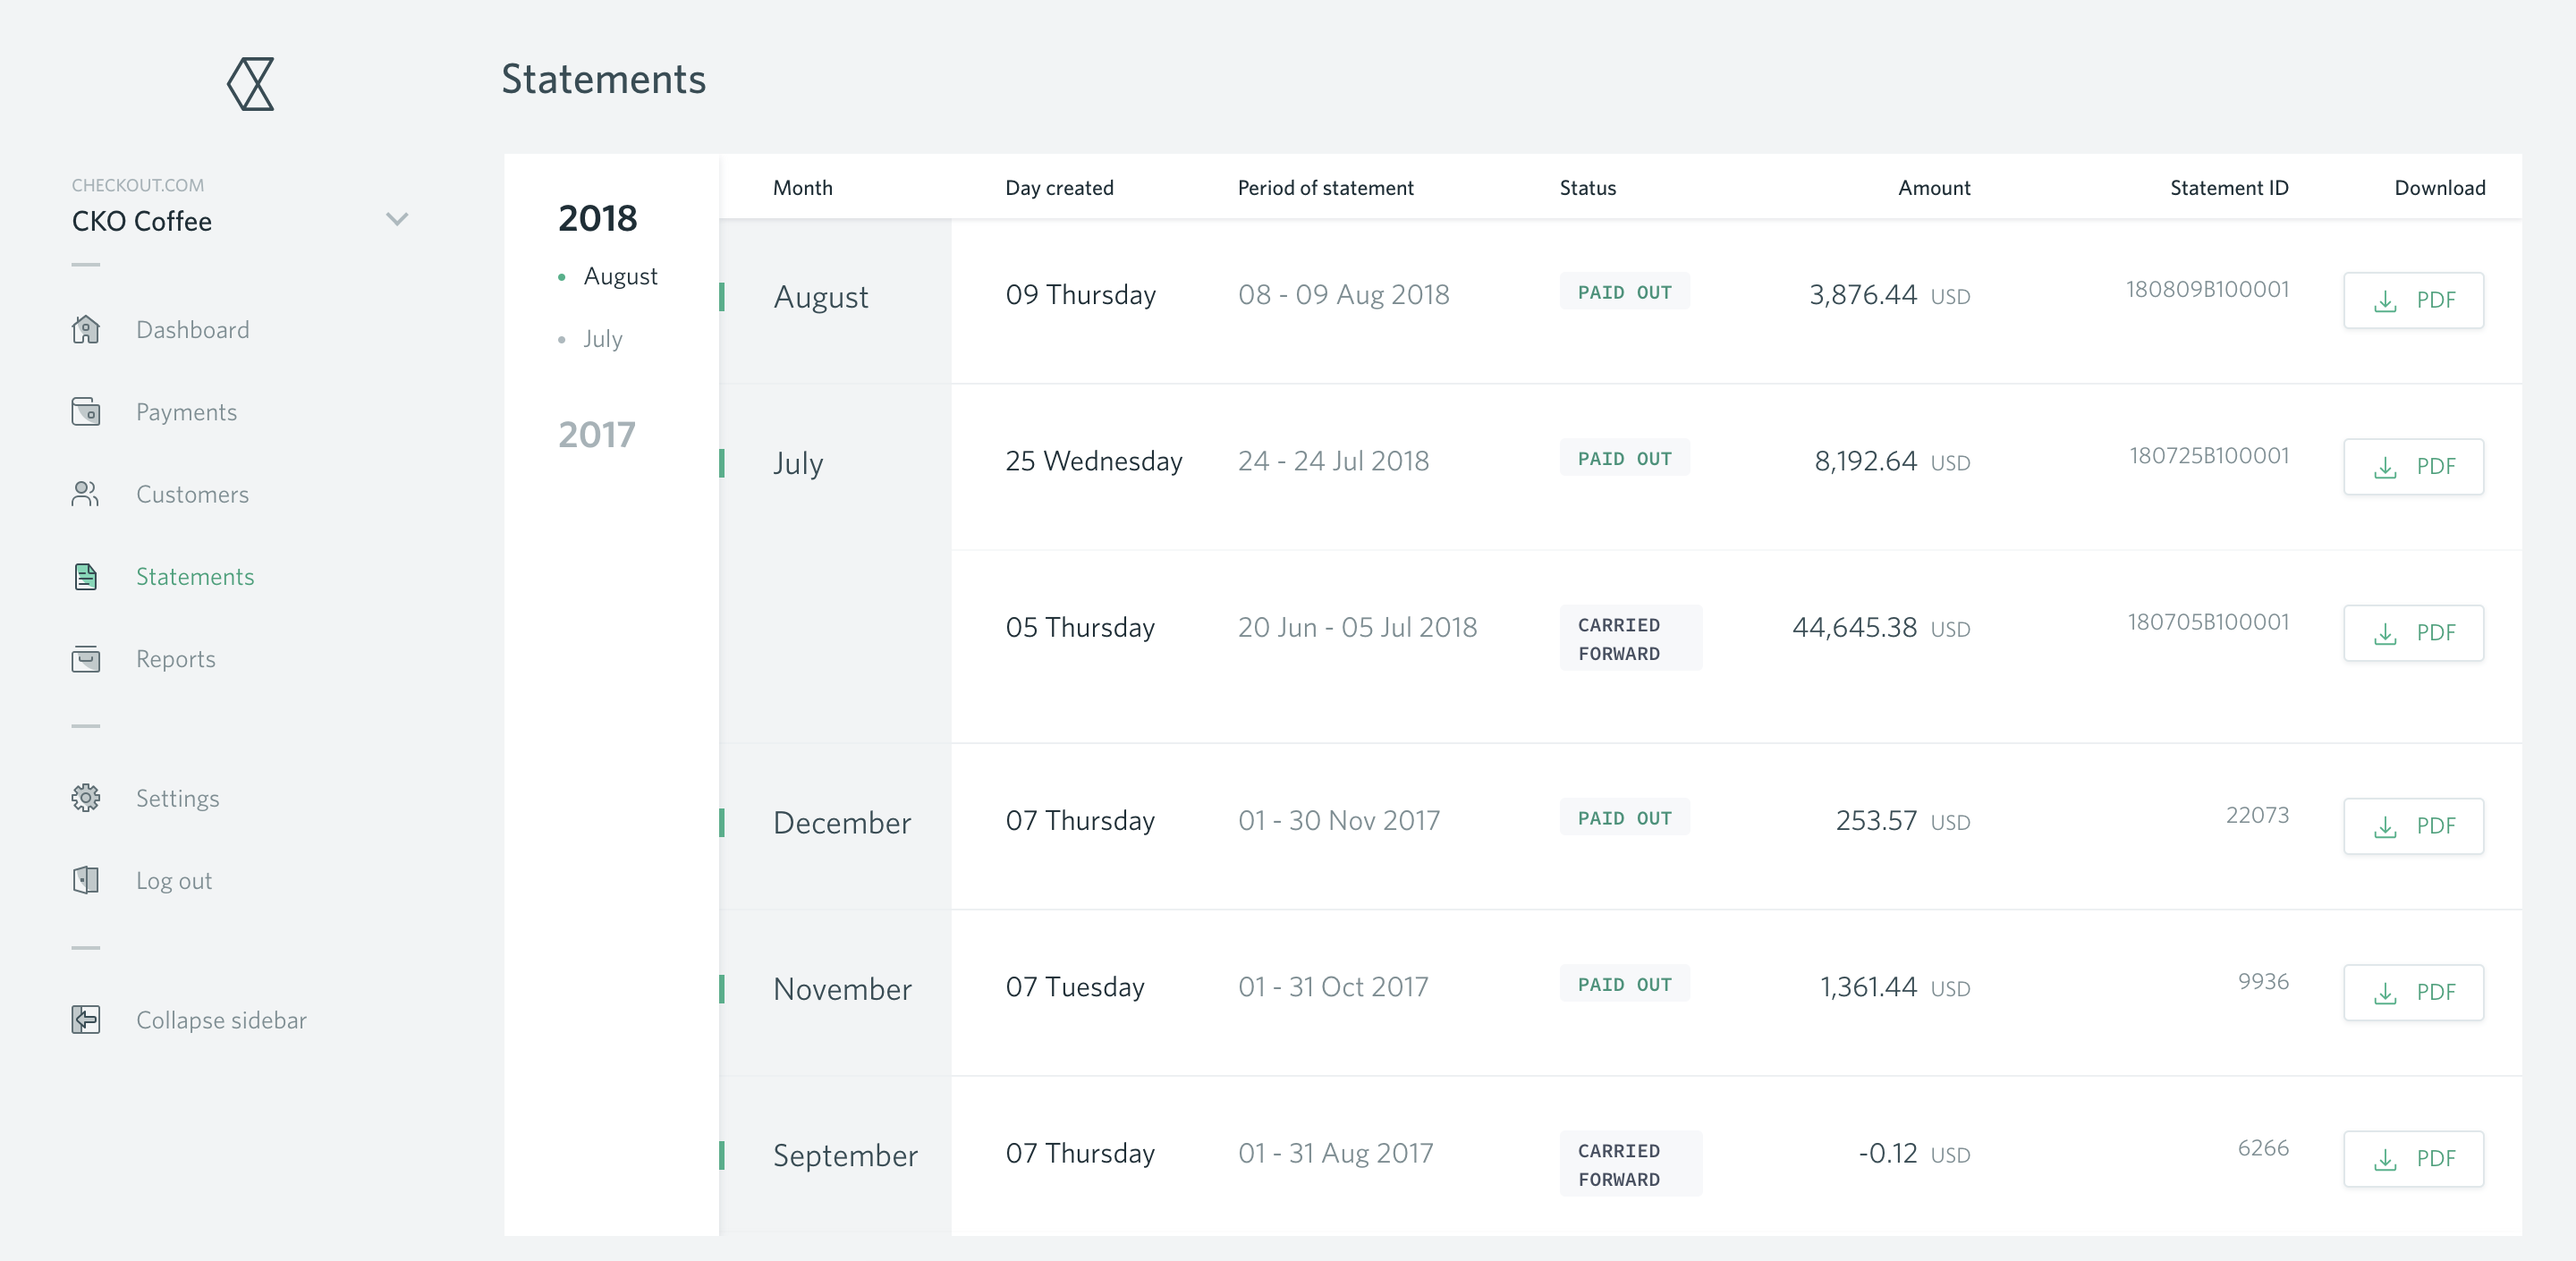 Statements
CHECKOUT.COM
CKO Coffee
Dashboard
Payments
Customers
Statements
Reports
Settings
Log out
Collapse sidebar
2018
August
July
2017
Month Day created Period of statement Status Amount Statement ID Download
August 09 Thursday 08 - 09 Aug 2018 PAID OUT 3,876.44 USD 180809B100001 PDF
July 25 Wednesday 24 - 24 Jul 2018 PAID OUT 8,192.64 USD 180725B100001 PDF
05 Thursday 20 Jun - 05 Jul 2018 CARRIED FORWARD 44,645.38 USD 180705B100001 PDF
December 07 Thursday 01 - 30 Nov 2017 PAID OUT 253.57 USD 22073 PDF
November 07 Tuesday 01 - 31 Oct 2017 PAID OUT 1,361.44 USD 9936 PDF
September 07 Thursday 01 - 31 Aug 2017 CARRIED FORWARD -0.12 USD 6266 PDF